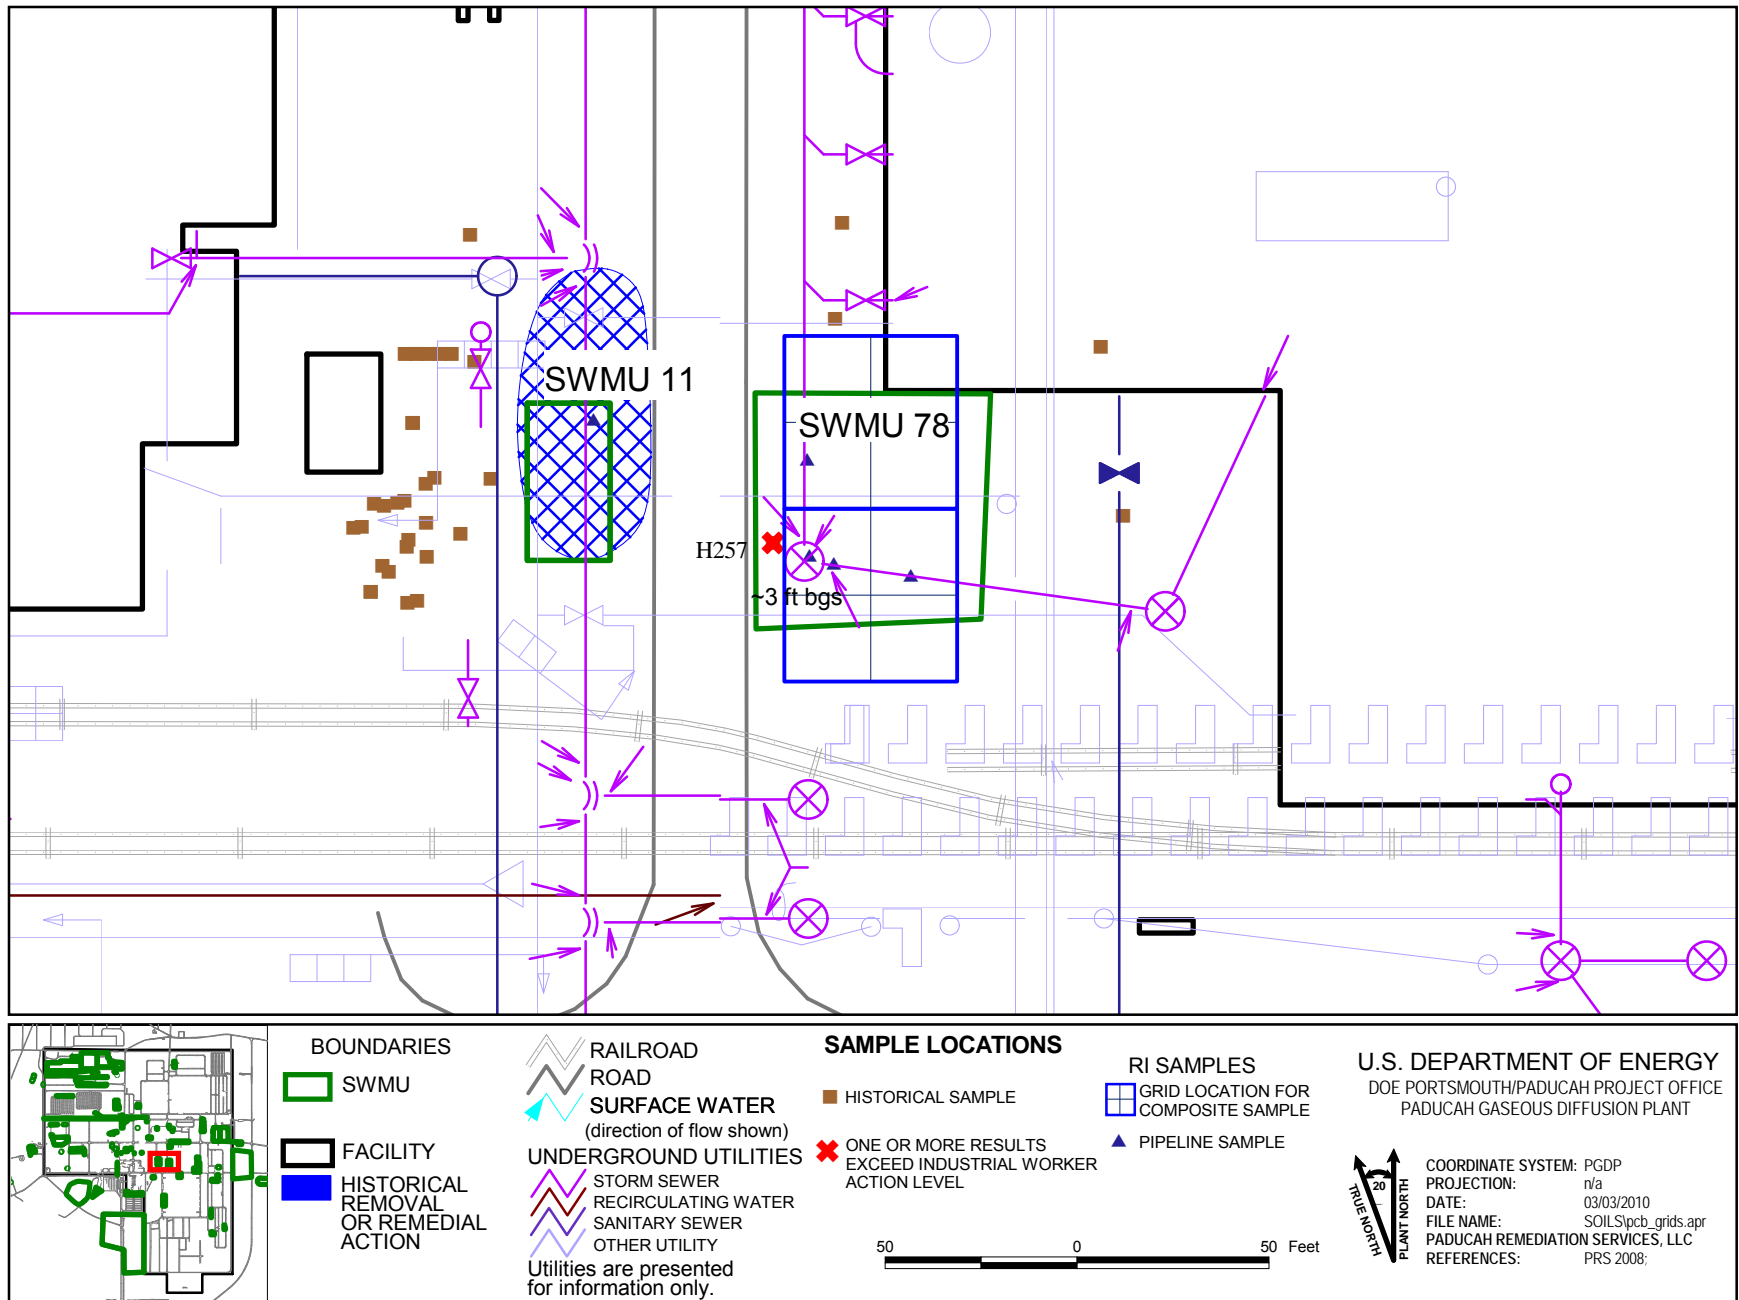 SWMU 11
SWMU 78
H257
~3 ft bgs
BOUNDARIES
SWMU
FACILITY
HISTORICAL
REMOVAL
OR REMEDIAL
ACTION
RAILROAD
ROAD
SURFACE WATER
(direction of flow shown)
UNDERGROUND UTILITIES
STORM SEWER
RECIRCULATING WATER
SANITARY SEWER
OTHER UTILITY
Utilities are presented
for information only.
SAMPLE LOCATIONS
HISTORICAL SAMPLE
ONE OR MORE RESULTS
EXCEED INDUSTRIAL WORKER
ACTION LEVEL
RI SAMPLES
GRID LOCATION FOR
COMPOSITE SAMPLE
PIPELINE SAMPLE
50 0 50 Feet
U.S. DEPARTMENT OF ENERGY
DOE PORTSMOUTH/PADUCAH PROJECT OFFICE
PADUCAH GASEOUS DIFFUSION PLANT
20
TRUE NORTH
PLANT NORTH
COORDINATE SYSTEM: PGDP
PROJECTION: n/a
DATE: 03/03/2010
FILE NAME: SOILS\pcb_grids.apr
PADUCAH REMEDIATION SERVICES, LLC
REFERENCES: PRS 2008;